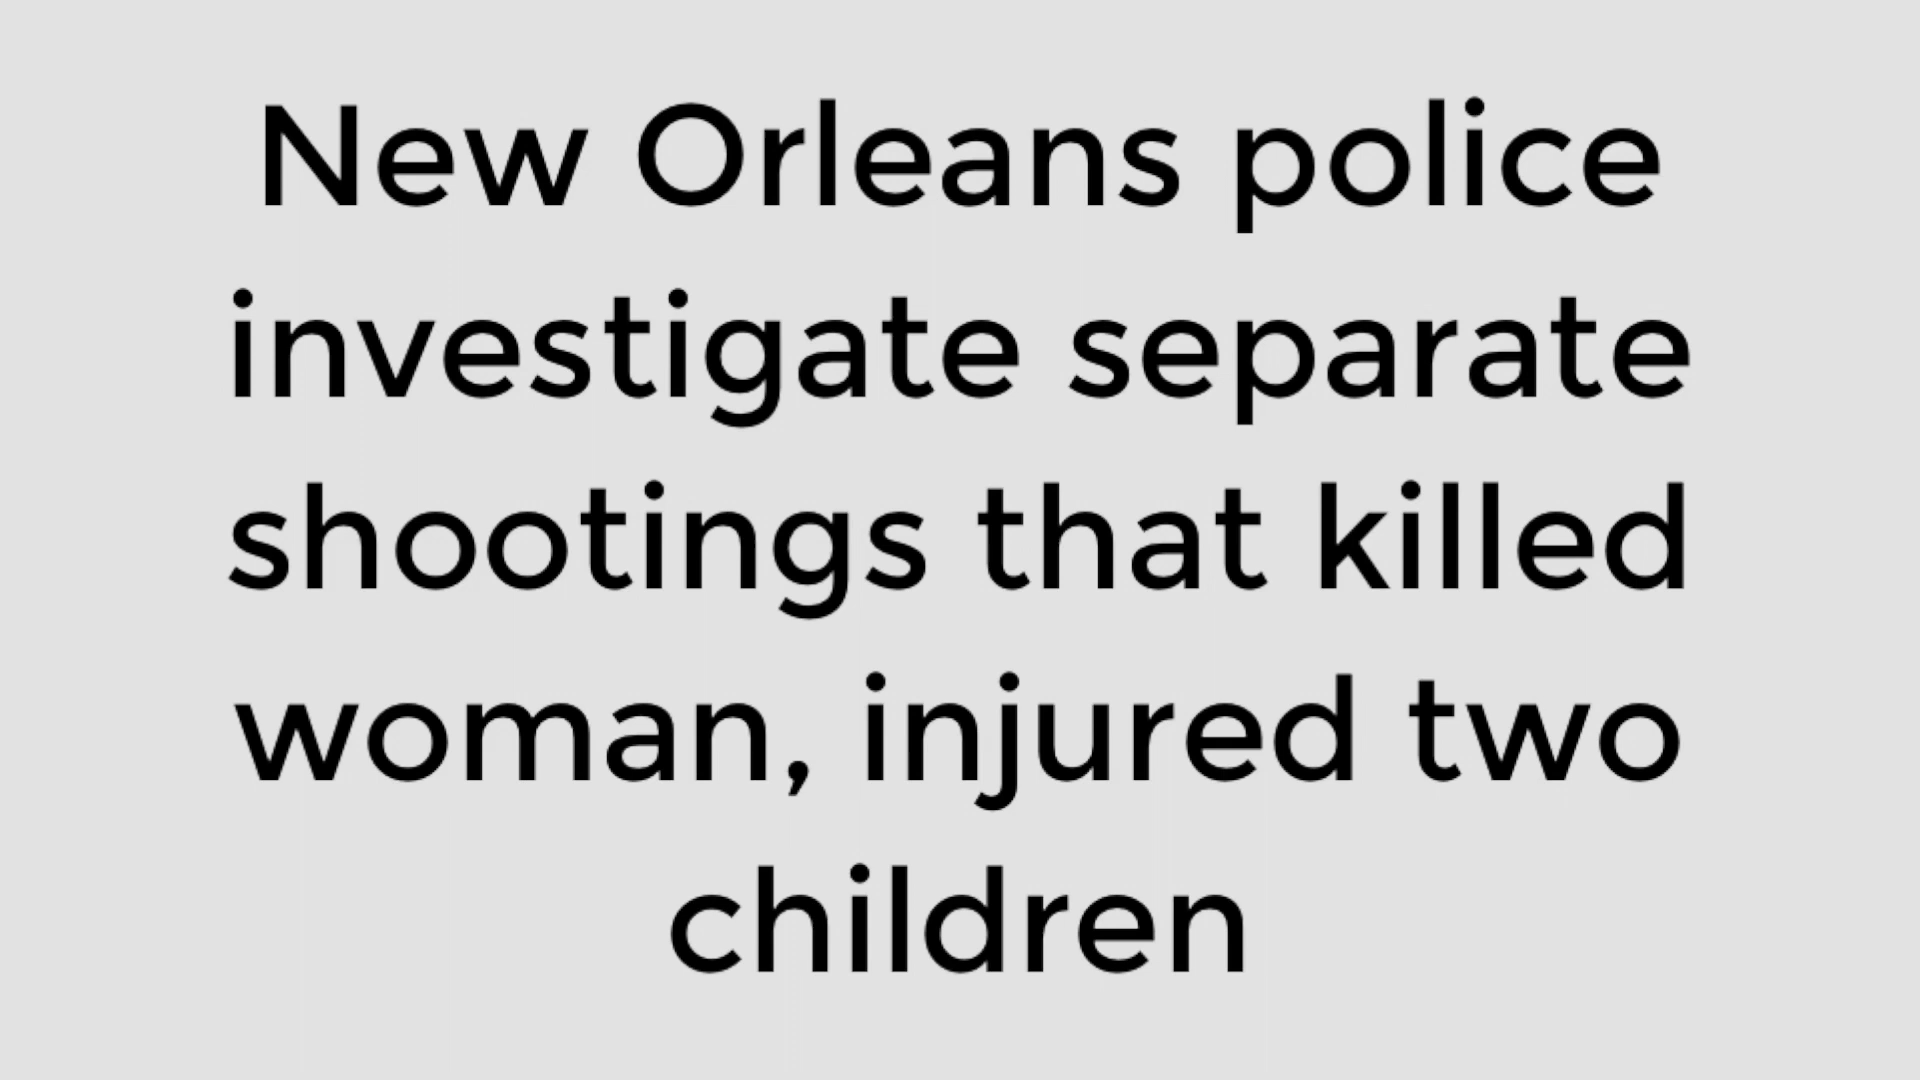 New Orleans police
investigate separate
shootings that killed
woman, injured two
children